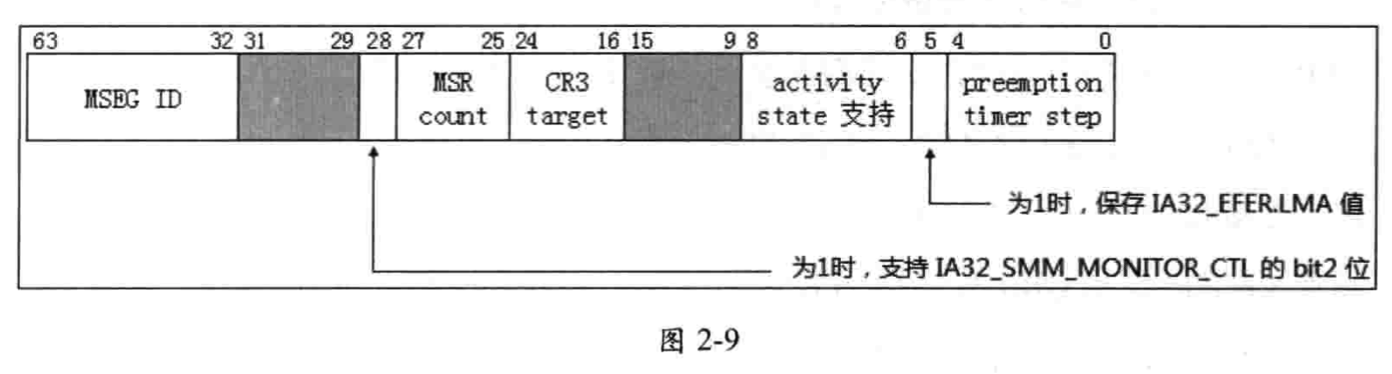 63 32 31 29 28 27 25 24 16 15 9 8 6 5 4 0
MSEG ID MSR CR3 activity preemption
count target state 支持 timer step
为1时，保存 IA32_EFER.LMA 值
为1时，支持 IA32_SMM_MONITOR_CTL 的 bit2 位
图 2-9